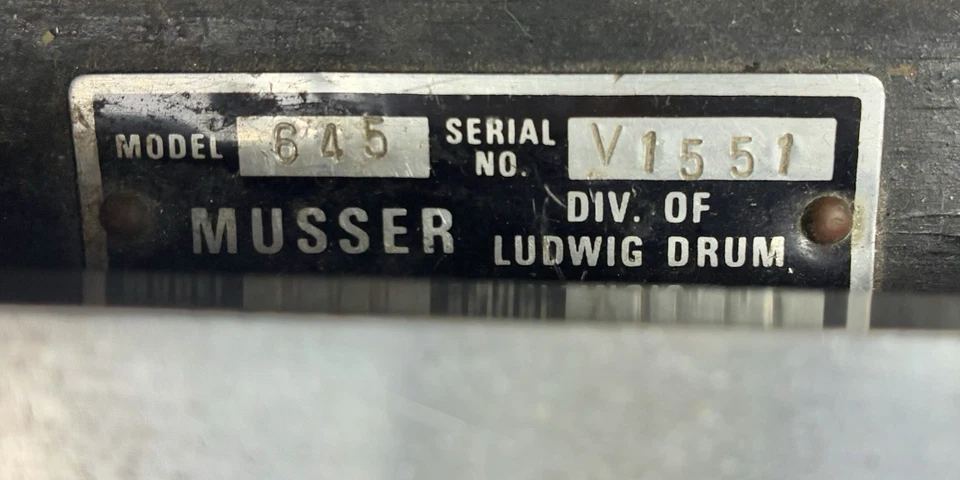 MODEL 645 SERIAL NO. V1551
MUSSER DIV. OF
LUDWIG DRUM